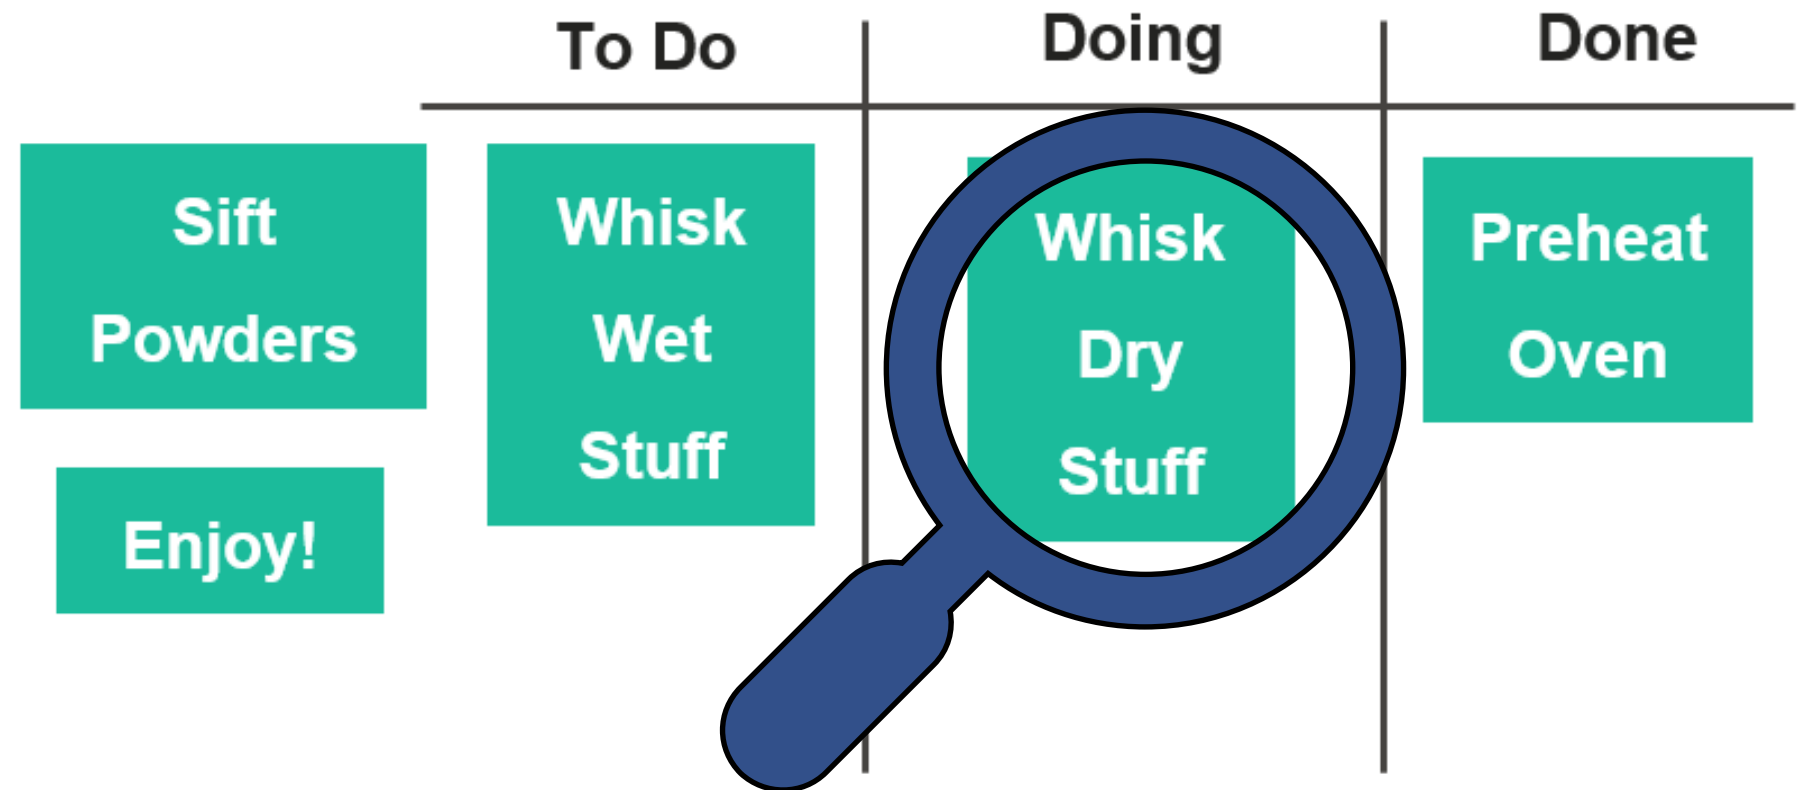 To Do
Doing
Done
Sift
Powders
Enjoy!
Whisk
Wet
Stuff
Whisk
Dry
Stuff
Preheat
Oven